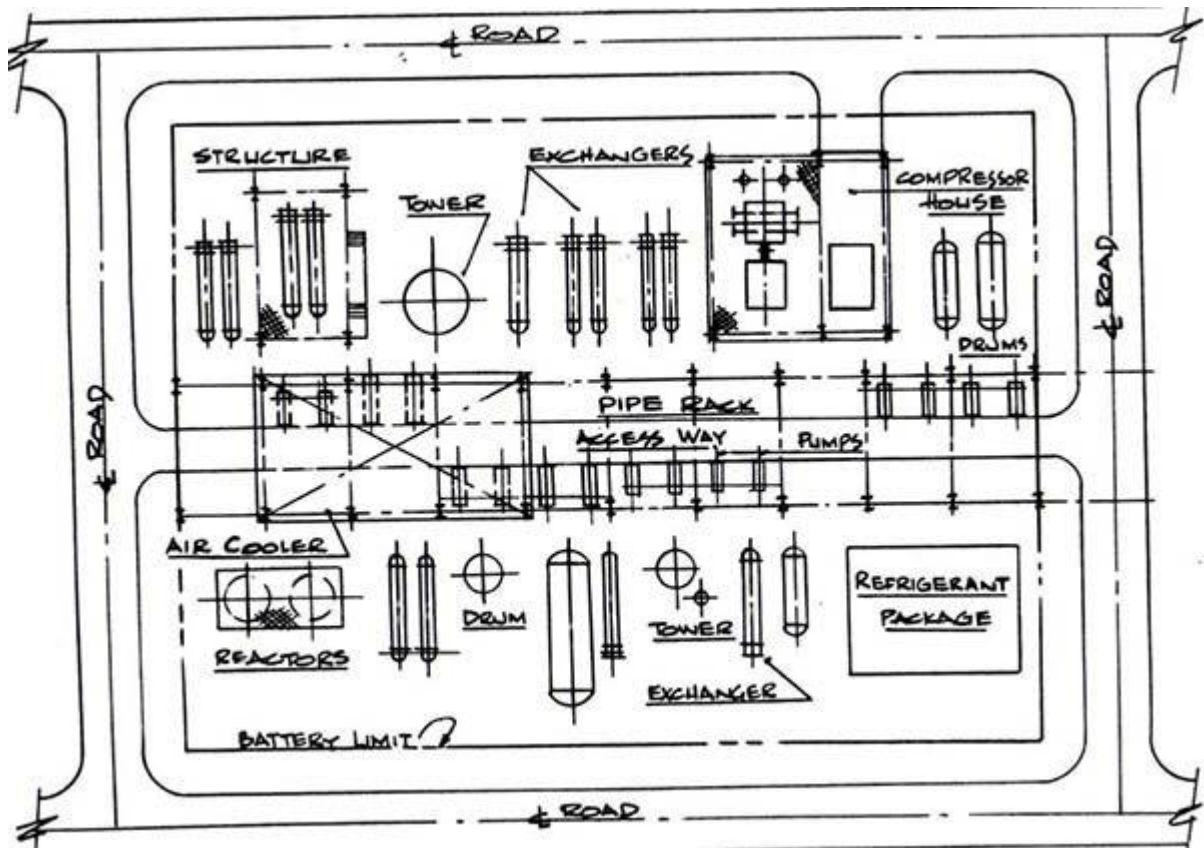 ℄ ROAD
STRUCTURE
EXCHANGERS
TOWER
COMPRESSOR
HOUSE
℄ ROAD
DRUMS
℄ ROAD
PIPE RACK
ACCESS WAY
PUMPS
AIR COOLER
REACTORS
DRUM
TOWER
REFRIGERANT
PACKAGE
EXCHANGER
BATTERY LIMIT
℄ ROAD